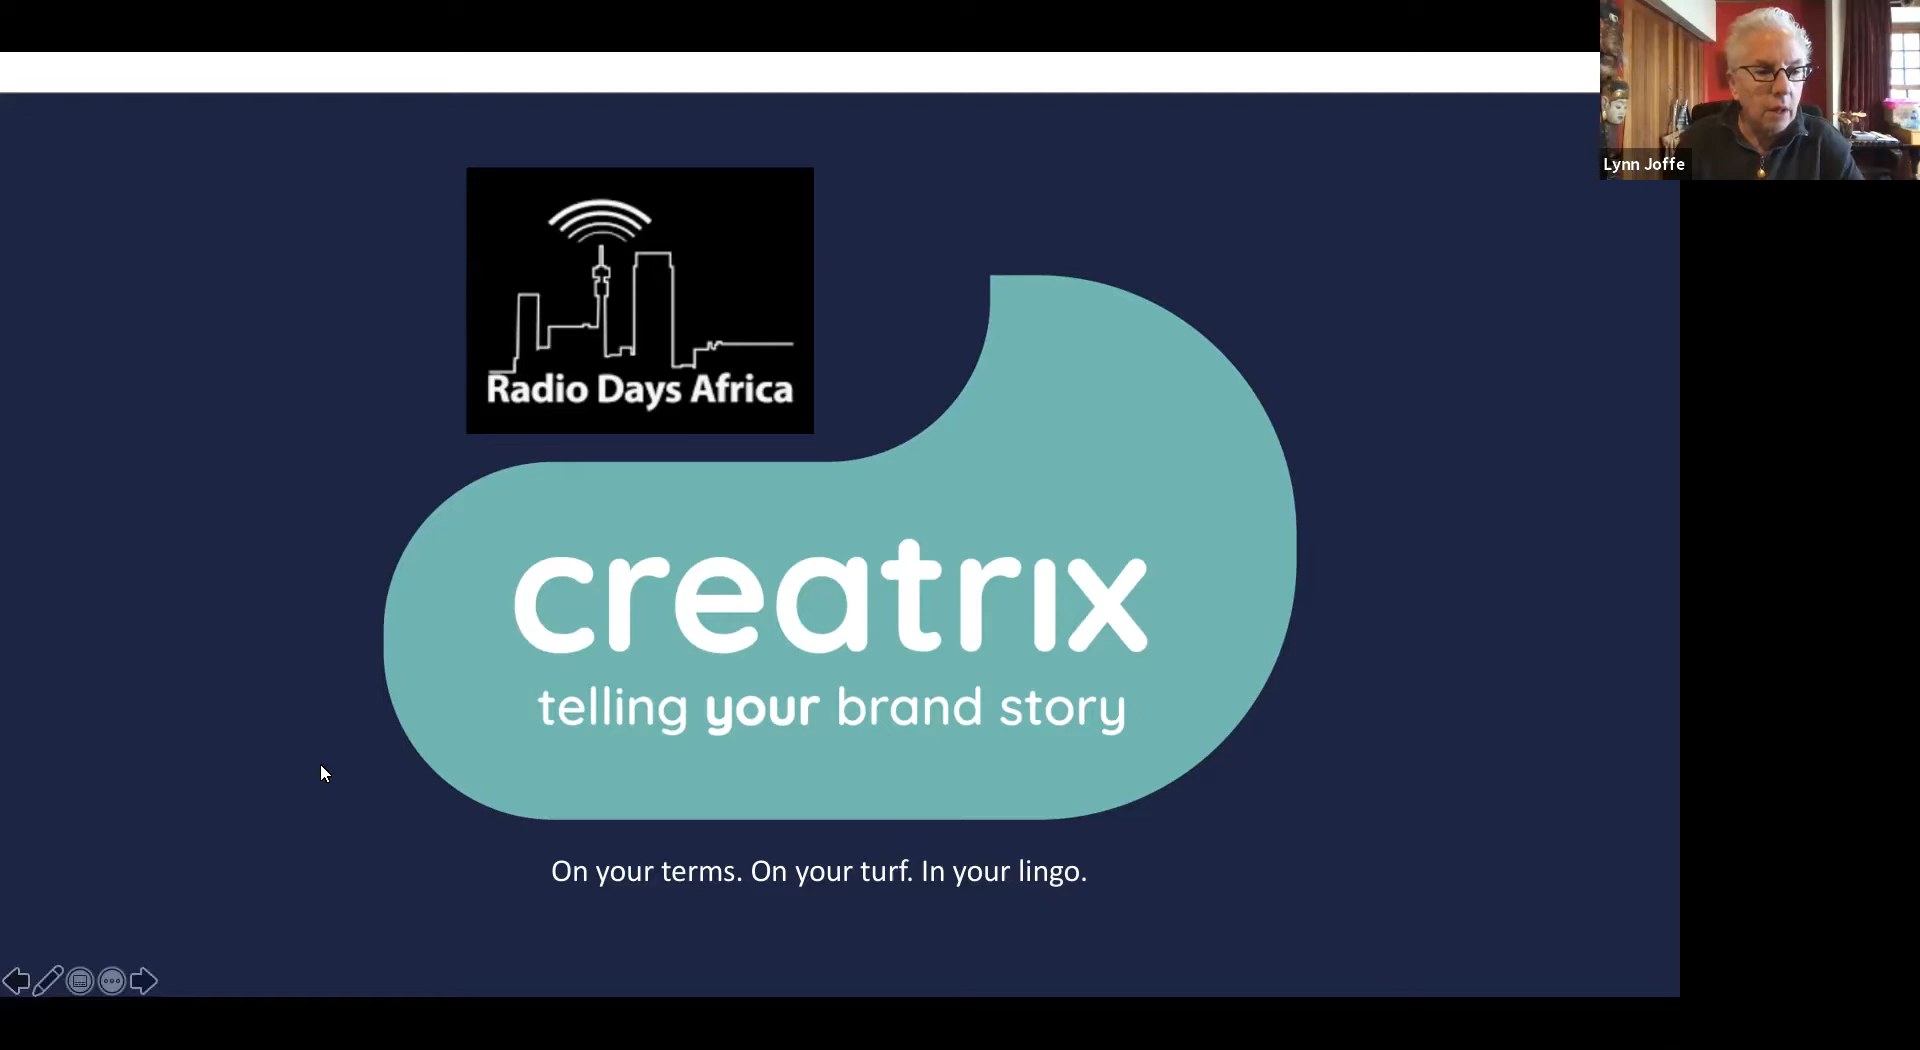 Lynn Joffe
Radio Days Africa
creatrix
telling your brand story
On your terms. On your turf. In your lingo.